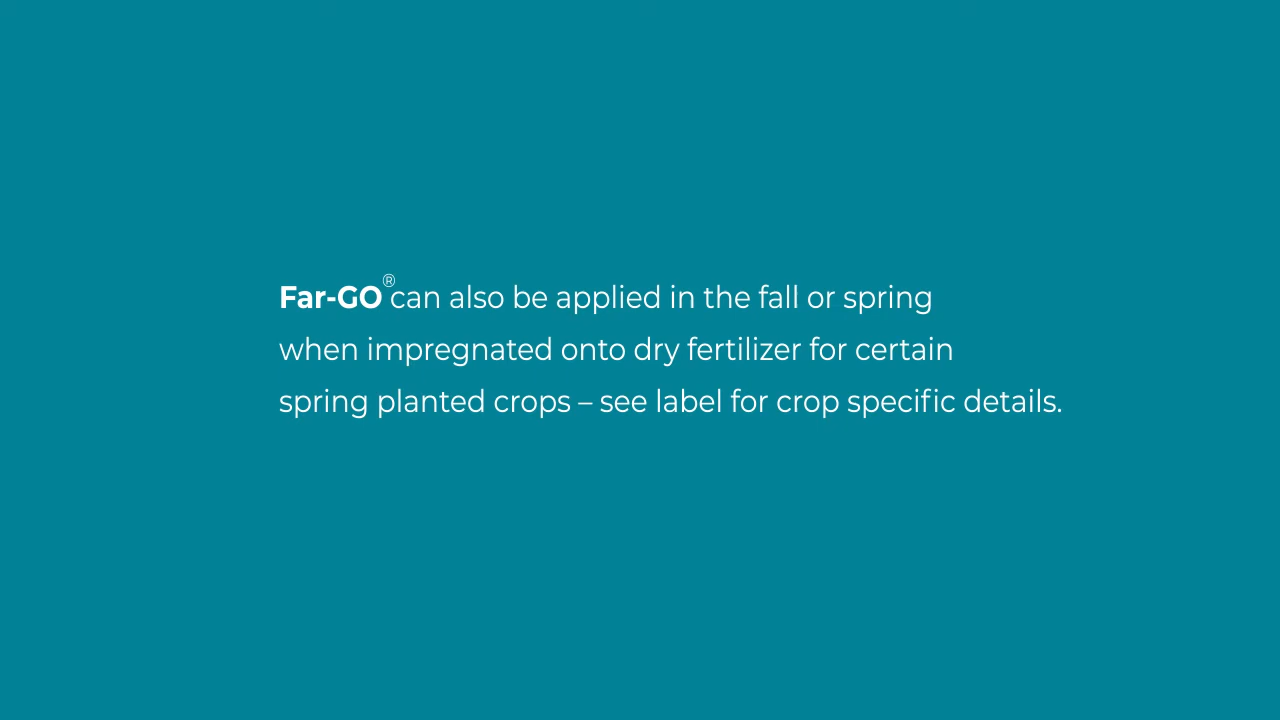 Far-GO® can also be applied in the fall or spring
when impregnated onto dry fertilizer for certain
spring planted crops – see label for crop specific details.